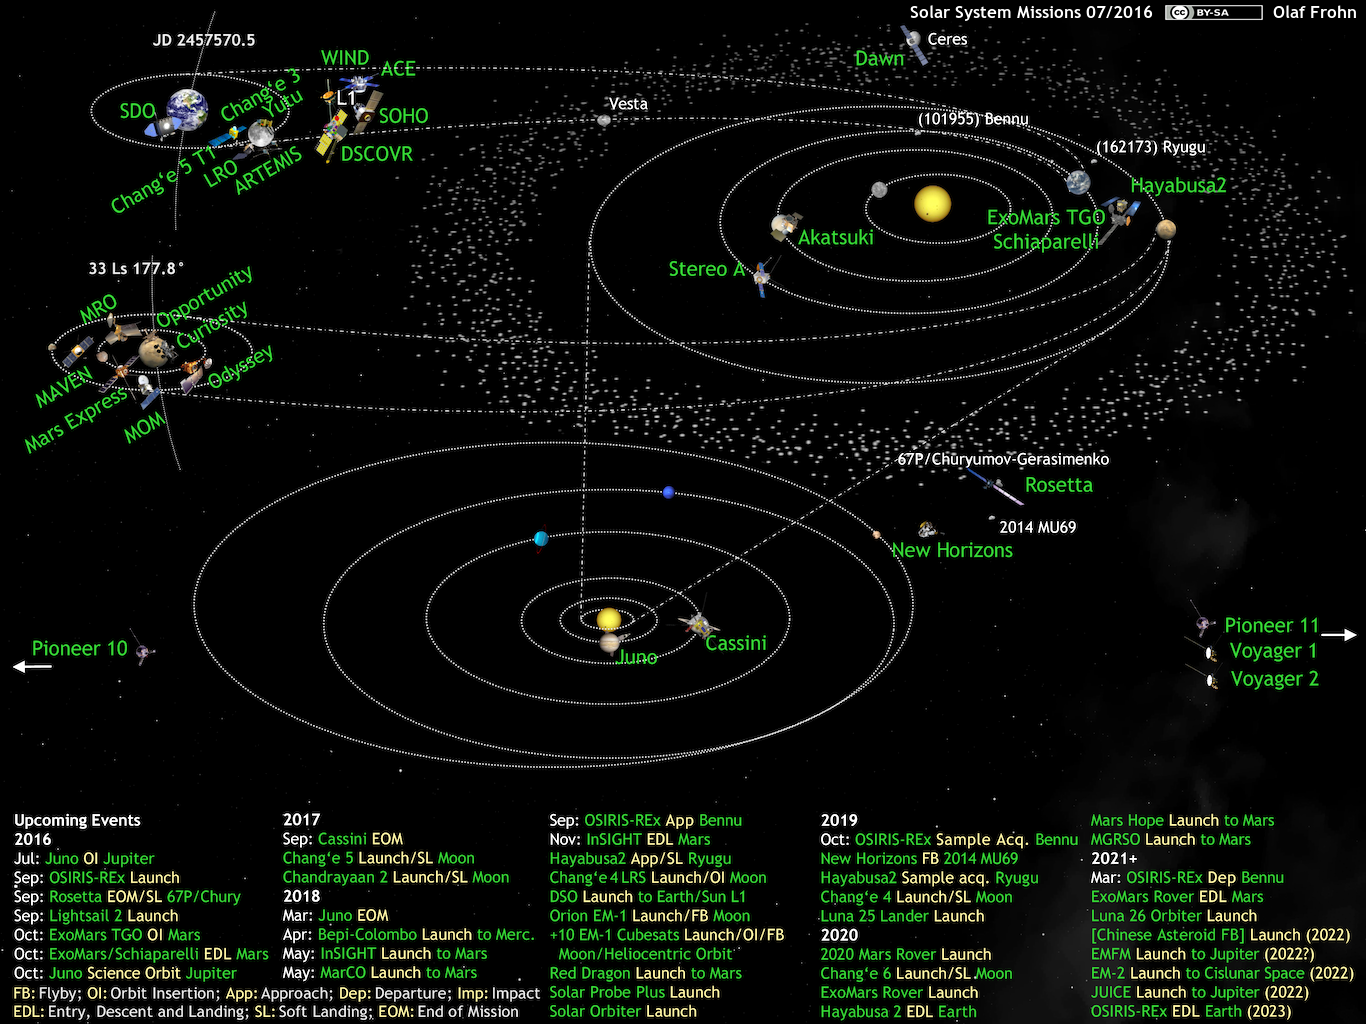 Solar System Missions 07/2016 cc BY-SA Olaf Frohn
JD 2457570.5
WIND
ACE
Ceres
Dawn
SDO
Chang‘e 3
Yutu
L1
SOHO
DSCOVR
Chang‘e 5 T1
LRO
ARTEMIS
Vesta
(101955) Bennu
(162173) Ryugu
Hayabusa2
ExoMars TGO
Schiaparelli
Akatsuki
Stereo A
33 Ls 177.8°
MRO
Opportunity
Curiosity
Odyssey
MAVEN
Mars Express
MOM
67P/Churyumov-Gerasimenko
Rosetta
2014 MU69
New Horizons
Pioneer 10
Juno
Cassini
Pioneer 11
Voyager 1
Voyager 2
Upcoming Events
2016
Jul: Juno OI Jupiter
Sep: OSIRIS-REx Launch
Sep: Rosetta EOM/SL 67P/Chury
Sep: Lightsail 2 Launch
Oct: ExoMars TGO OI Mars
Oct: ExoMars/Schiaparelli EDL Mars
Oct: Juno Science Orbit Jupiter
FB: Flyby; OI: Orbit Insertion; App: Approach; Dep: Departure; Imp: Impact
EDL: Entry, Descent and Landing; SL: Soft Landing; EOM: End of Mission
2017
Sep: Cassini EOM
Chang‘e 5 Launch/SL Moon
Chandrayaan 2 Launch/SL Moon
2018
Mar: Juno EOM
Apr: Bepi-Colombo Launch to Merc.
May: InSIGHT Launch to Mars
May: MarCO Launch to Mars
Sep: OSIRIS-REx App Bennu
Nov: InSIGHT EDL Mars
Hayabusa2 App/SL Ryugu
Chang‘e 4 LRS Launch/OI Moon
DSO Launch to Earth/Sun L1
Orion EM-1 Launch/FB Moon
+10 EM-1 Cubesats Launch/OI/FB
Moon/Heliocentric Orbit
Red Dragon Launch to Mars
Solar Probe Plus Launch
Solar Orbiter Launch
2019
Oct: OSIRIS-REx Sample Acq. Bennu
New Horizons FB 2014 MU69
Hayabusa2 Sample acq. Ryugu
Chang‘e 4 Launch/SL Moon
Luna 25 Lander Launch
2020
2020 Mars Rover Launch
Chang‘e 6 Launch/SL Moon
ExoMars Rover Launch
Hayabusa 2 EDL Earth
Mars Hope Launch to Mars
MGRSO Launch to Mars
2021+
Mar: OSIRIS-REx Dep Bennu
ExoMars Rover EDL Mars
Luna 26 Orbiter Launch
[Chinese Asteroid FB] Launch (2022)
EMFM Launch to Jupiter (2022?)
EM-2 Launch to Cislunar Space (2022)
JUICE Launch to Jupiter (2022)
OSIRIS-REx EDL Earth (2023)